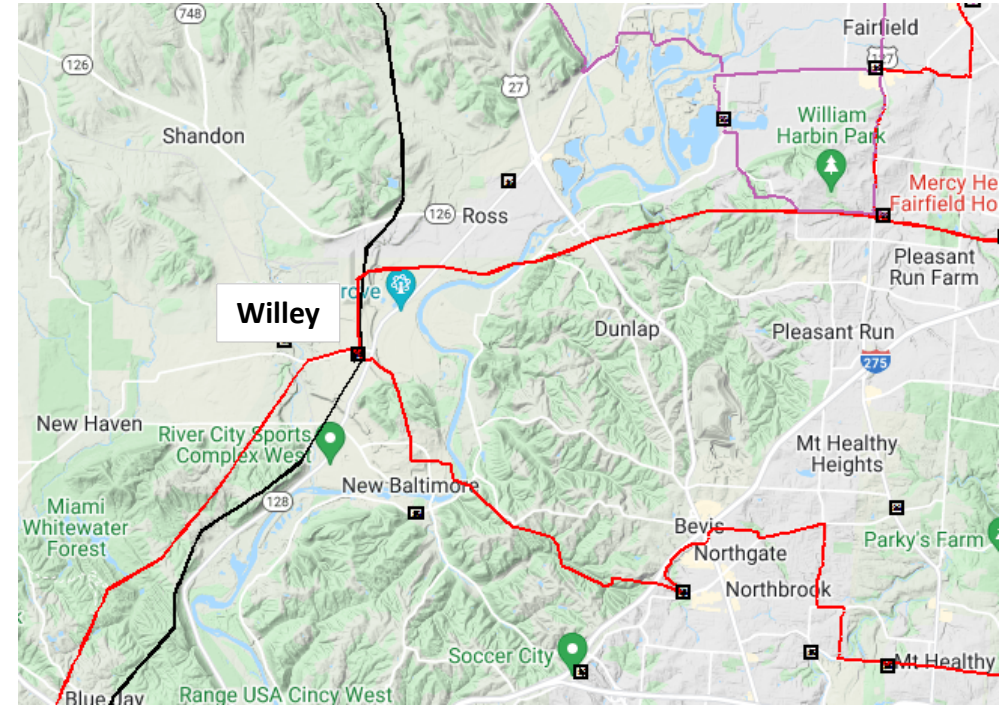 748
Fairfield
127
126
27
Shandon
William
Harbin Park
Mercy He
Fairfield Ho
126
Ross
Pleasant
Run Farm
rove
Willey
Dunlap
Pleasant Run
275
New Haven
River City Sports
Complex West
Mt Healthy
Heights
128
New Baltimore
Miami
Whitewater
Forest
Bevis
Northgate
Parky's Farm
Northbrook
Soccer City
Mt Healthy
Blue Jay
Range USA Cincy West